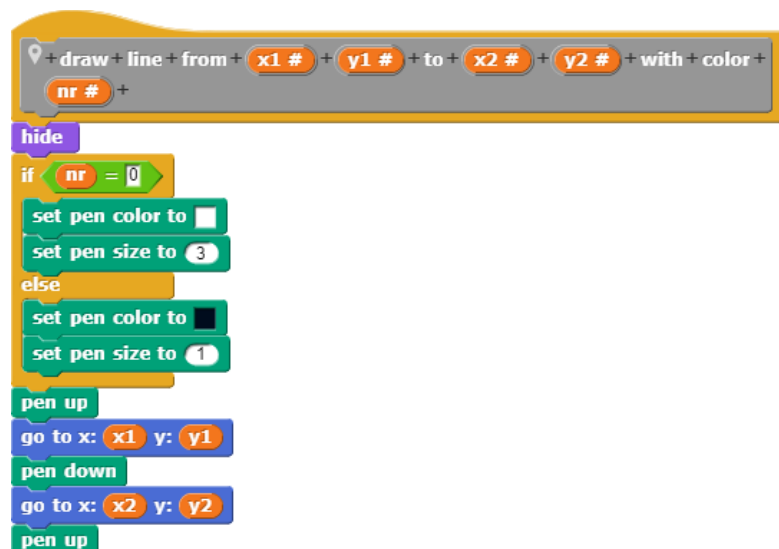 + draw + line + from + x1 # + y1 # + to + x2 # + y2 # + with + color +
nr # +
hide
if nr = 0
set pen color to
set pen size to 3
else
set pen color to
set pen size to 1
pen up
go to x: x1 y: y1
pen down
go to x: x2 y: y2
pen up